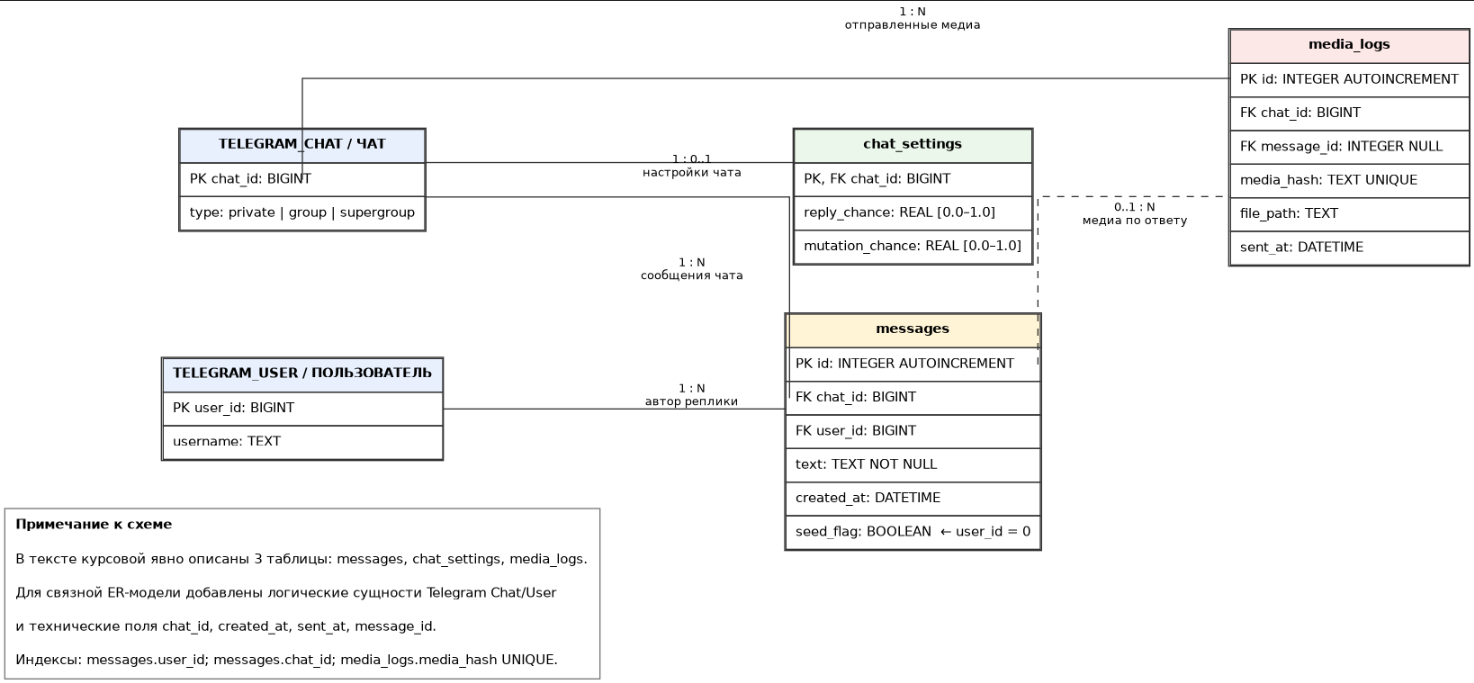 1 : N
отправленные медиа
media_logs
PK id: INTEGER AUTOINCREMENT
FK chat_id: BIGINT
FK message_id: INTEGER NULL
media_hash: TEXT UNIQUE
file_path: TEXT
sent_at: DATETIME
TELEGRAM_CHAT / ЧАТ
PK chat_id: BIGINT
type: private | group | supergroup
1 : 0..1
настройки чата
chat_settings
PK, FK chat_id: BIGINT
reply_chance: REAL [0.0–1.0]
mutation_chance: REAL [0.0–1.0]
0..1 : N
медиа по ответу
1 : N
сообщения чата
messages
PK id: INTEGER AUTOINCREMENT
FK chat_id: BIGINT
FK user_id: BIGINT
text: TEXT NOT NULL
created_at: DATETIME
seed_flag: BOOLEAN ← user_id = 0
TELEGRAM_USER / ПОЛЬЗОВАТЕЛЬ
PK user_id: BIGINT
username: TEXT
1 : N
автор реплики
Примечание к схеме
В тексте курсовой явно описаны 3 таблицы: messages, chat_settings, media_logs.
Для связной ER-модели добавлены логические сущности Telegram Chat/User
и технические поля chat_id, created_at, sent_at, message_id.
Индексы: messages.user_id; messages.chat_id; media_logs.media_hash UNIQUE.